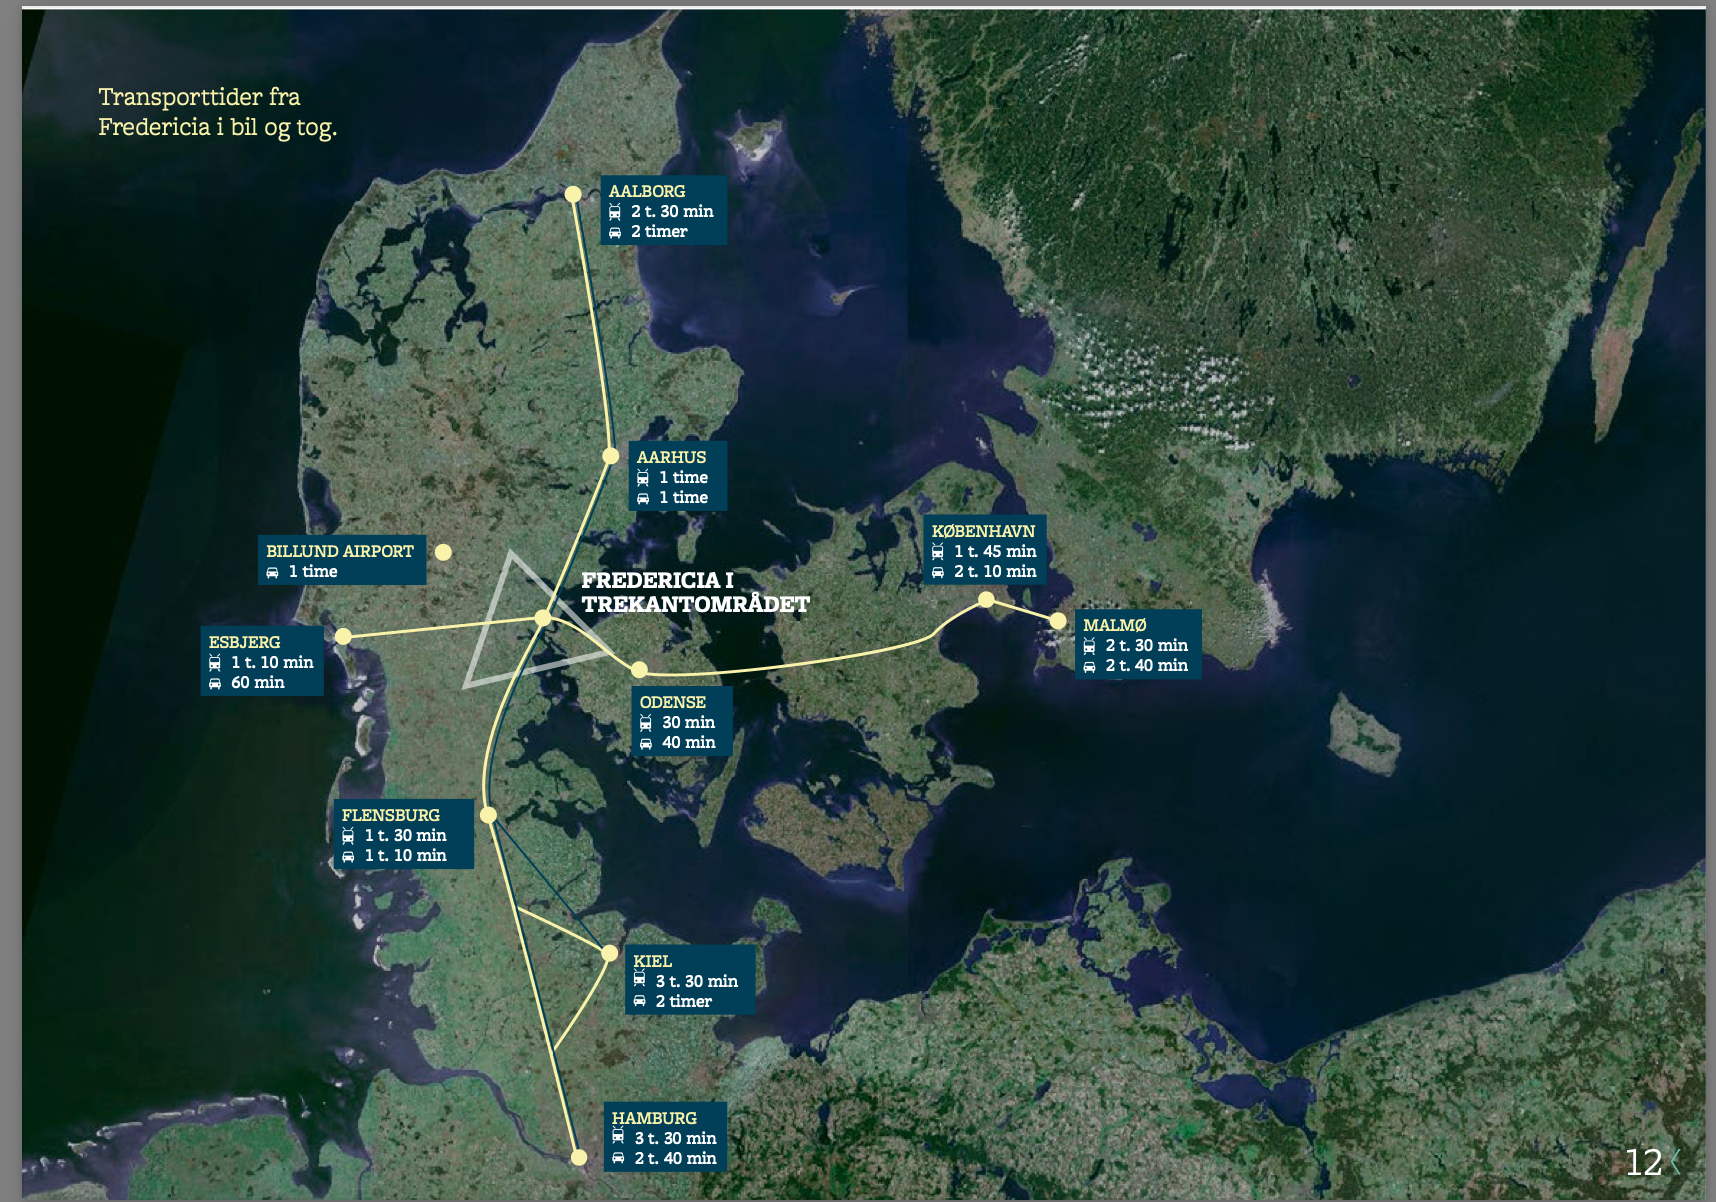 Transporttider fra
Fredericia i bil og tog.
AALBORG
2 t. 30 min
2 timer
AARHUS
1 time
1 time
BILLUND AIRPORT
1 time
FREDERICIA I
TREKANTOMRÅDET
KØBENHAVN
1 t. 45 min
2 t. 10 min
ESBJERG
1 t. 10 min
60 min
MALMØ
2 t. 30 min
2 t. 40 min
ODENSE
30 min
40 min
FLENSBURG
1 t. 30 min
1 t. 10 min
KIEL
3 t. 30 min
2 timer
HAMBURG
3 t. 30 min
2 t. 40 min
12